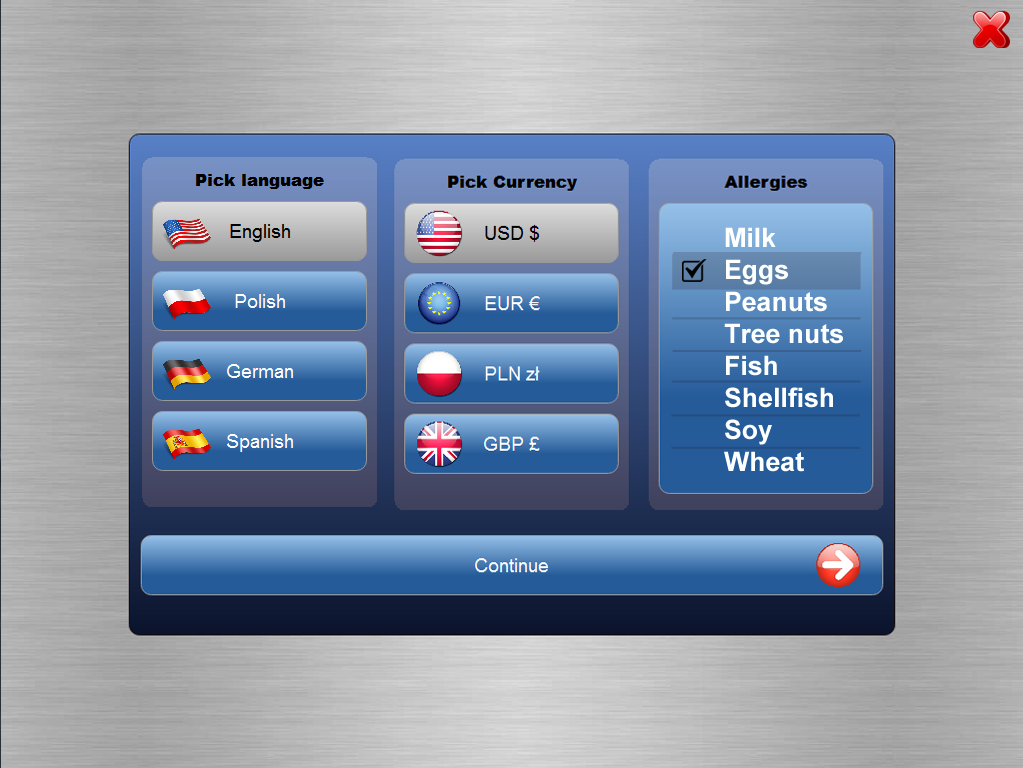 Pick language
English
Polish
German
Spanish
Pick Currency
USD $
EUR €
PLN zł
GBP £
Allergies
Milk
Eggs
Peanuts
Tree nuts
Fish
Shellfish
Soy
Wheat
Continue